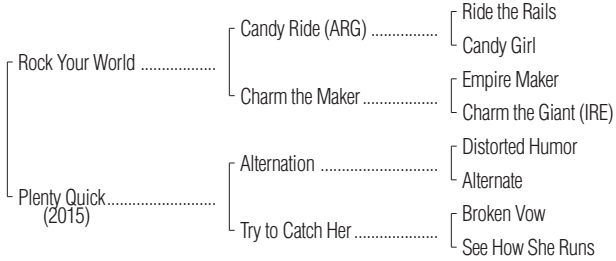 Ride the Rails
Candy Ride (ARG) ................
Candy Girl
Rock Your World ..................
Empire Maker
Charm the Maker..................
Charm the Giant (IRE)
Distorted Humor
Alternation ............................
Alternate
Plenty Quick..........................
(2015)
Broken Vow
Try to Catch Her ....................
See How She Runs